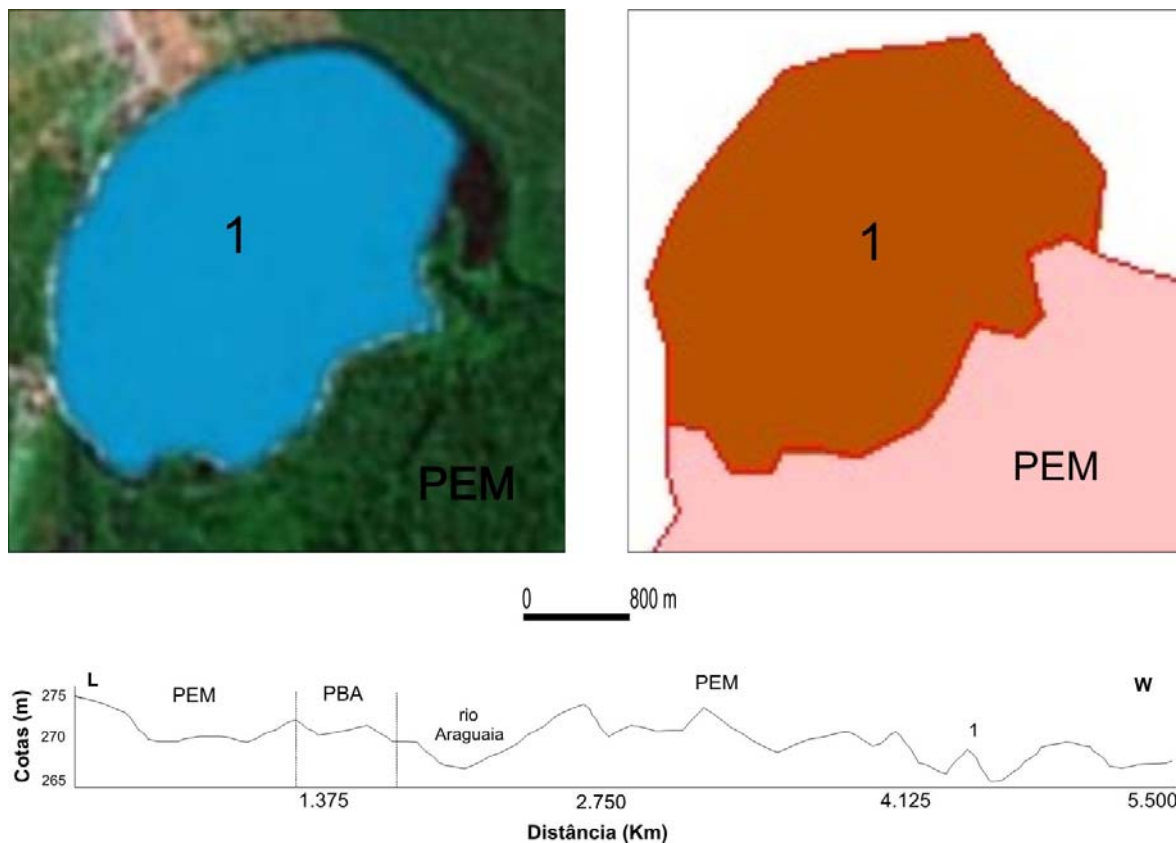 1
PEM
1
PEM
0 800 m
L PEM PBA rio Araguaia PEM 1 W
Cotas (m)
275
270
265
1.375 2.750 4.125 5.500
Distância (Km)